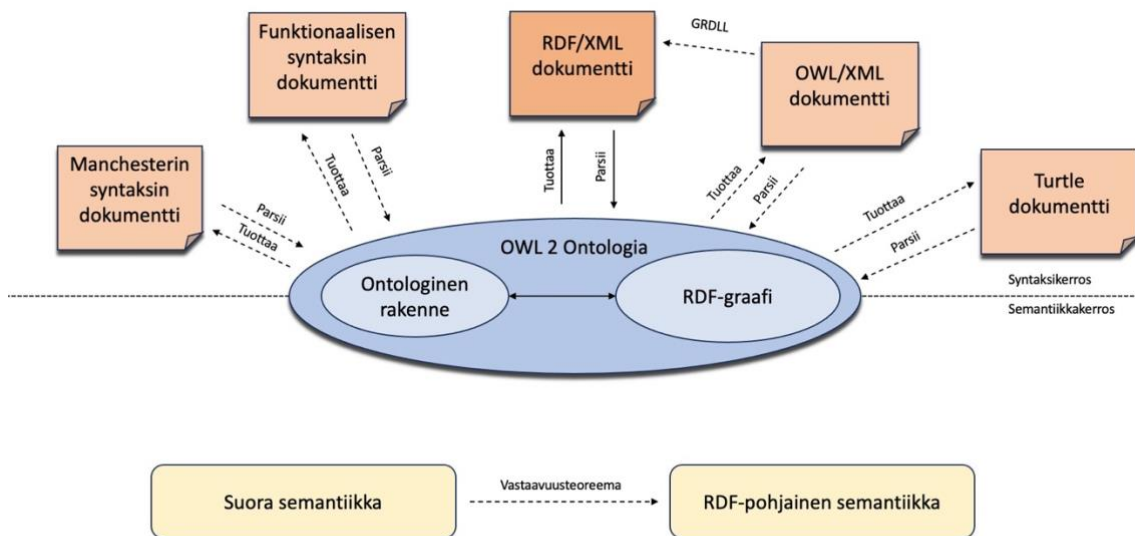 Funktionaalisen
syntaksin
dokumentti
RDF/XML
dokumentti
GRDLL
OWL/XML
dokumentti
Manchesterin
syntaksin
dokumentti
Turtle
dokumentti
Tuottaa
Parsii
Tuottaa
Parsii
Tuottaa
Parsii
Parsii
Tuottaa
Tuottaa
Parsii
OWL 2 Ontologia
Ontologinen
rakenne
RDF-graafi
Syntaksikerros
Semantiikkakerros
Suora semantiikka
Vastaavuusteoreema
RDF-pohjainen semantiikka